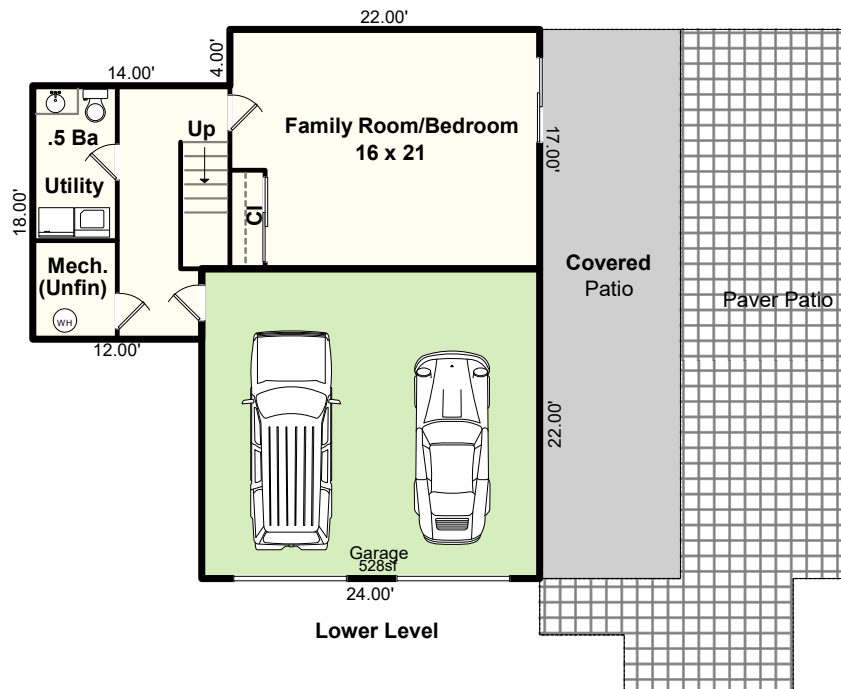 22.00'
4.00'
14.00'
Up
.5 Ba
Family Room/Bedroom
16 x 21
17.00'
Utility
18.00'
Cl
Mech.
(Unfin)
WH
12.00'
Covered
Patio
Paver Patio
22.00'
Garage
528sf
24.00'
Lower Level